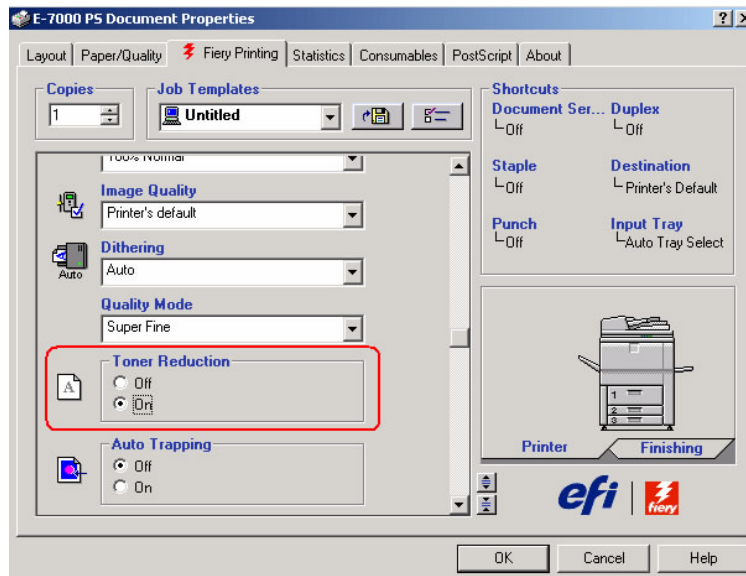 E-7000 PS Document Properties
Layout
Paper/Quality
Fiery Printing
Statistics
Consumables
PostScript
About
Copies
1
Job Templates
Untitled
100% Normal
Image Quality
Printer's default
Auto
Dithering
Auto
Quality Mode
Super Fine
A
Toner Reduction
Off
On
Auto Trapping
Off
On
Shortcuts
Document Ser... Duplex
Off Off
Staple Destination
Off Printer's Default
Punch Input Tray
Off Auto Tray Select
1
2
3
Printer
Finishing
efi
fiery
OK
Cancel
Help